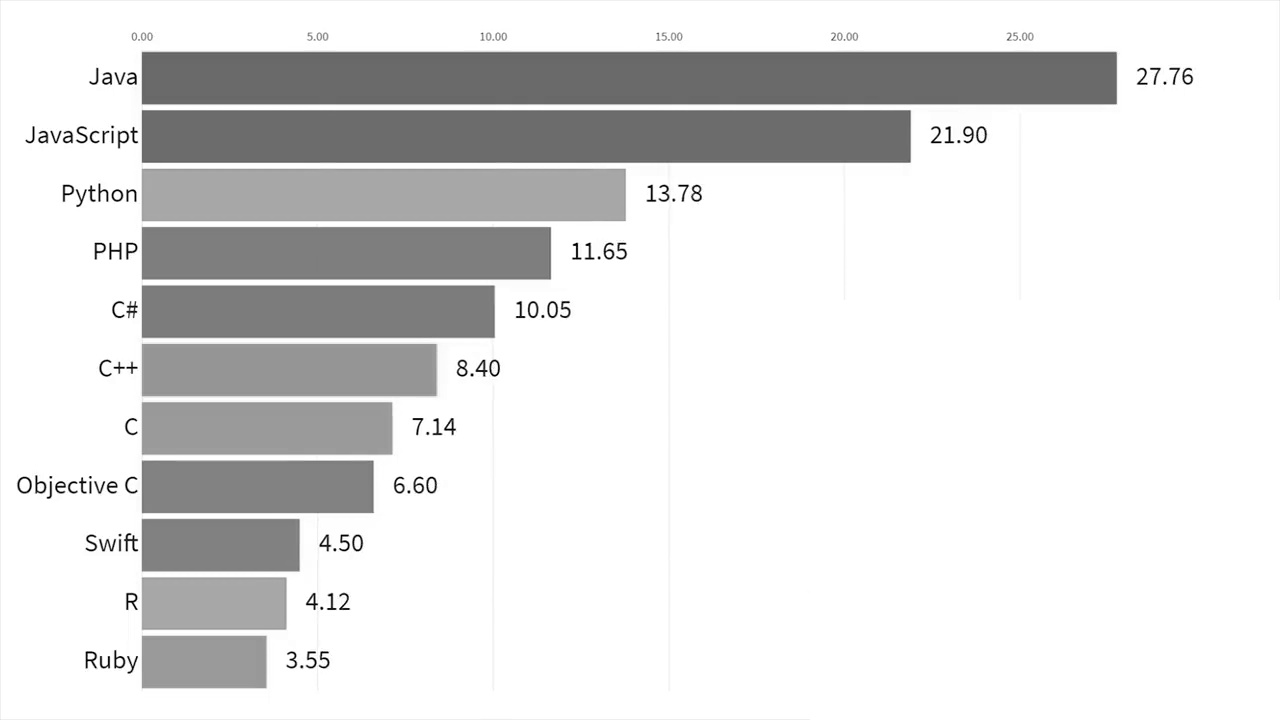 0.00 5.00 10.00 15.00 20.00 25.00
Java 27.76
JavaScript 21.90
Python 13.78
PHP 11.65
C# 10.05
C++ 8.40
C 7.14
Objective C 6.60
Swift 4.50
R 4.12
Ruby 3.55